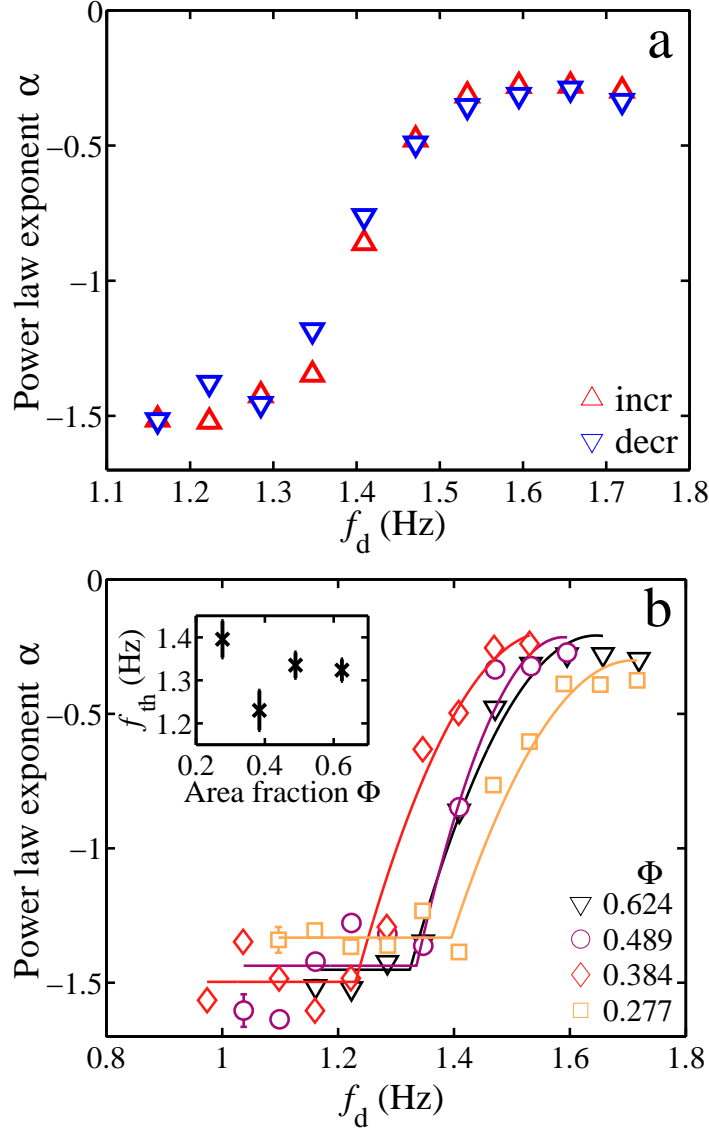 a
0
−0.5
−1
−1.5
Power law exponent α
incr
decr
1.1 1.2 1.3 1.4 1.5 1.6 1.7 1.8
f_d (Hz)
b
0
−0.5
−1
−1.5
Power law exponent α
1.4
1.3
1.2
f_th (Hz)
0.2 0.4 0.6
Area fraction Φ
Φ
0.624
0.489
0.384
0.277
0.8 1 1.2 1.4 1.6 1.8
f_d (Hz)